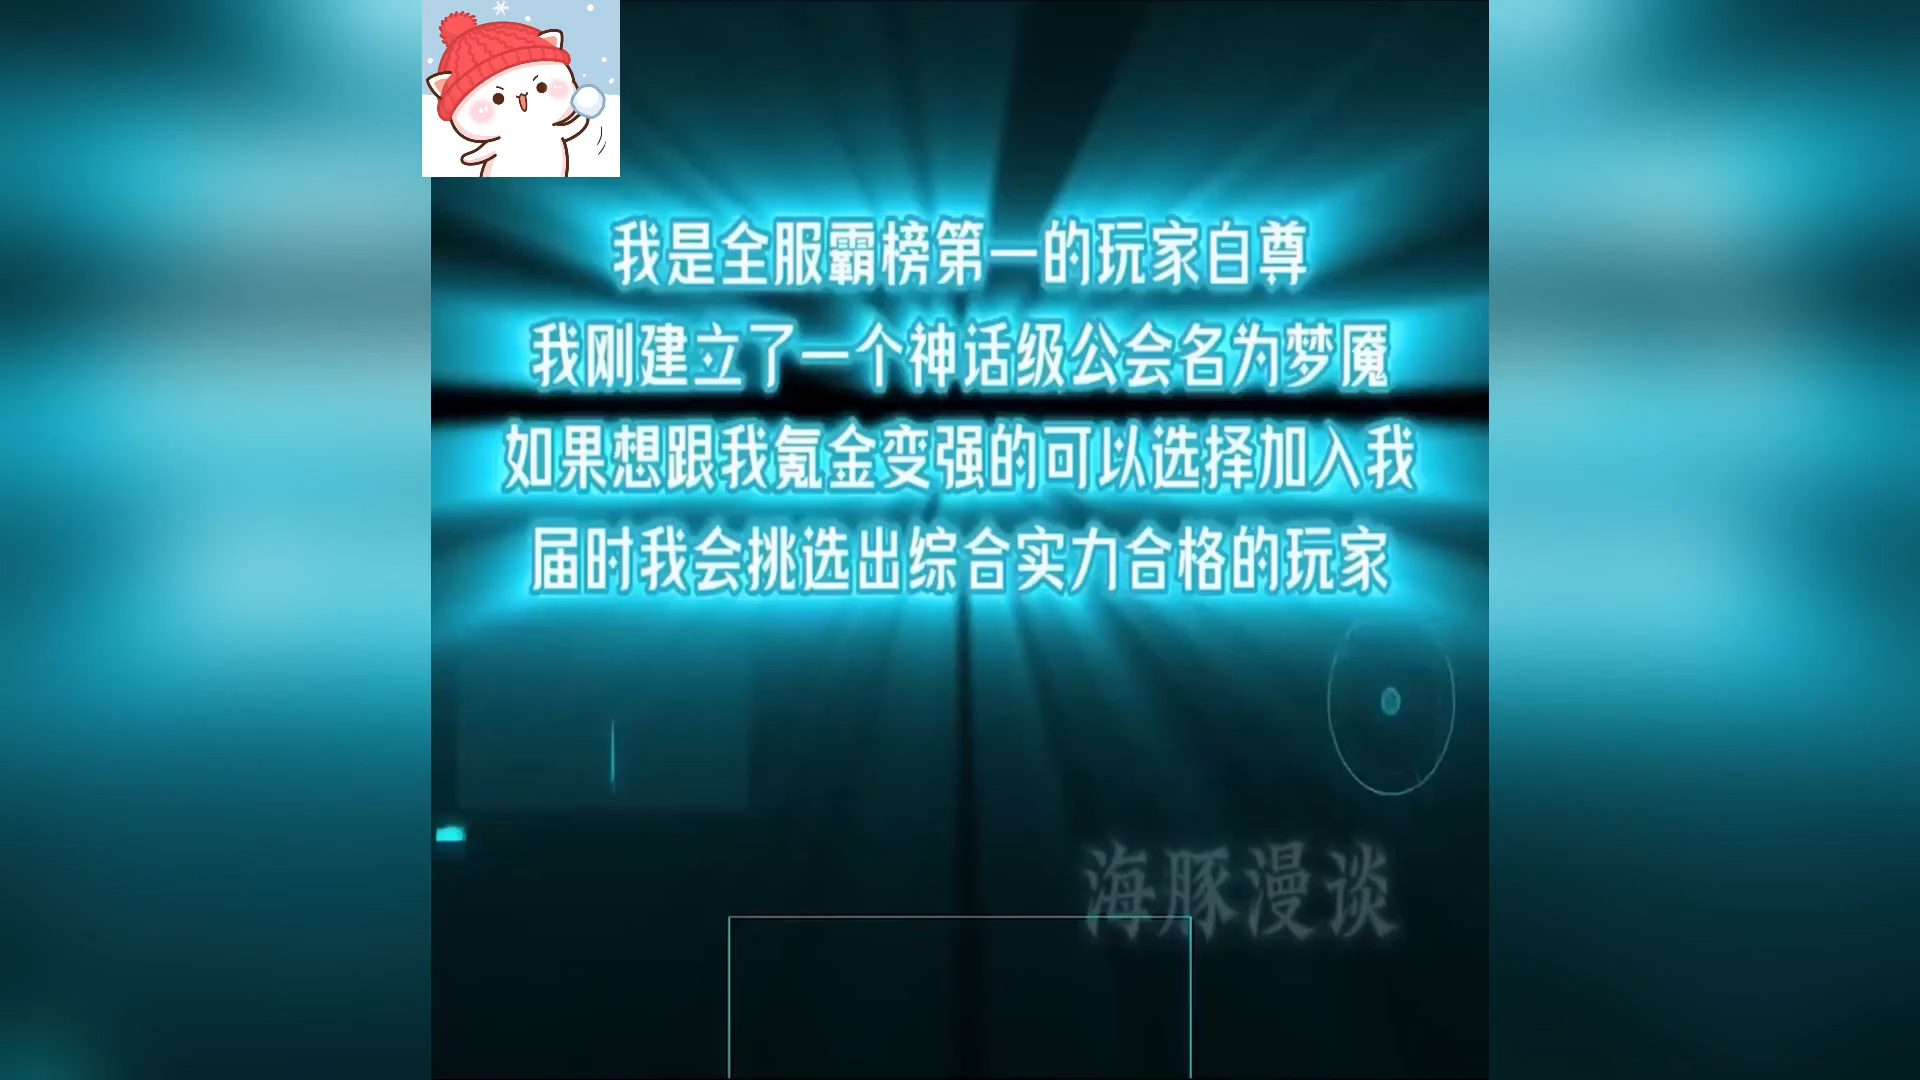 我是全服霸榜第一的玩家白尊
我刚建立了一个神话级公会名为梦魇
如果想跟我氪金变强的可以选择加入我
届时我会挑选出综合实力合格的玩家
海豚漫谈